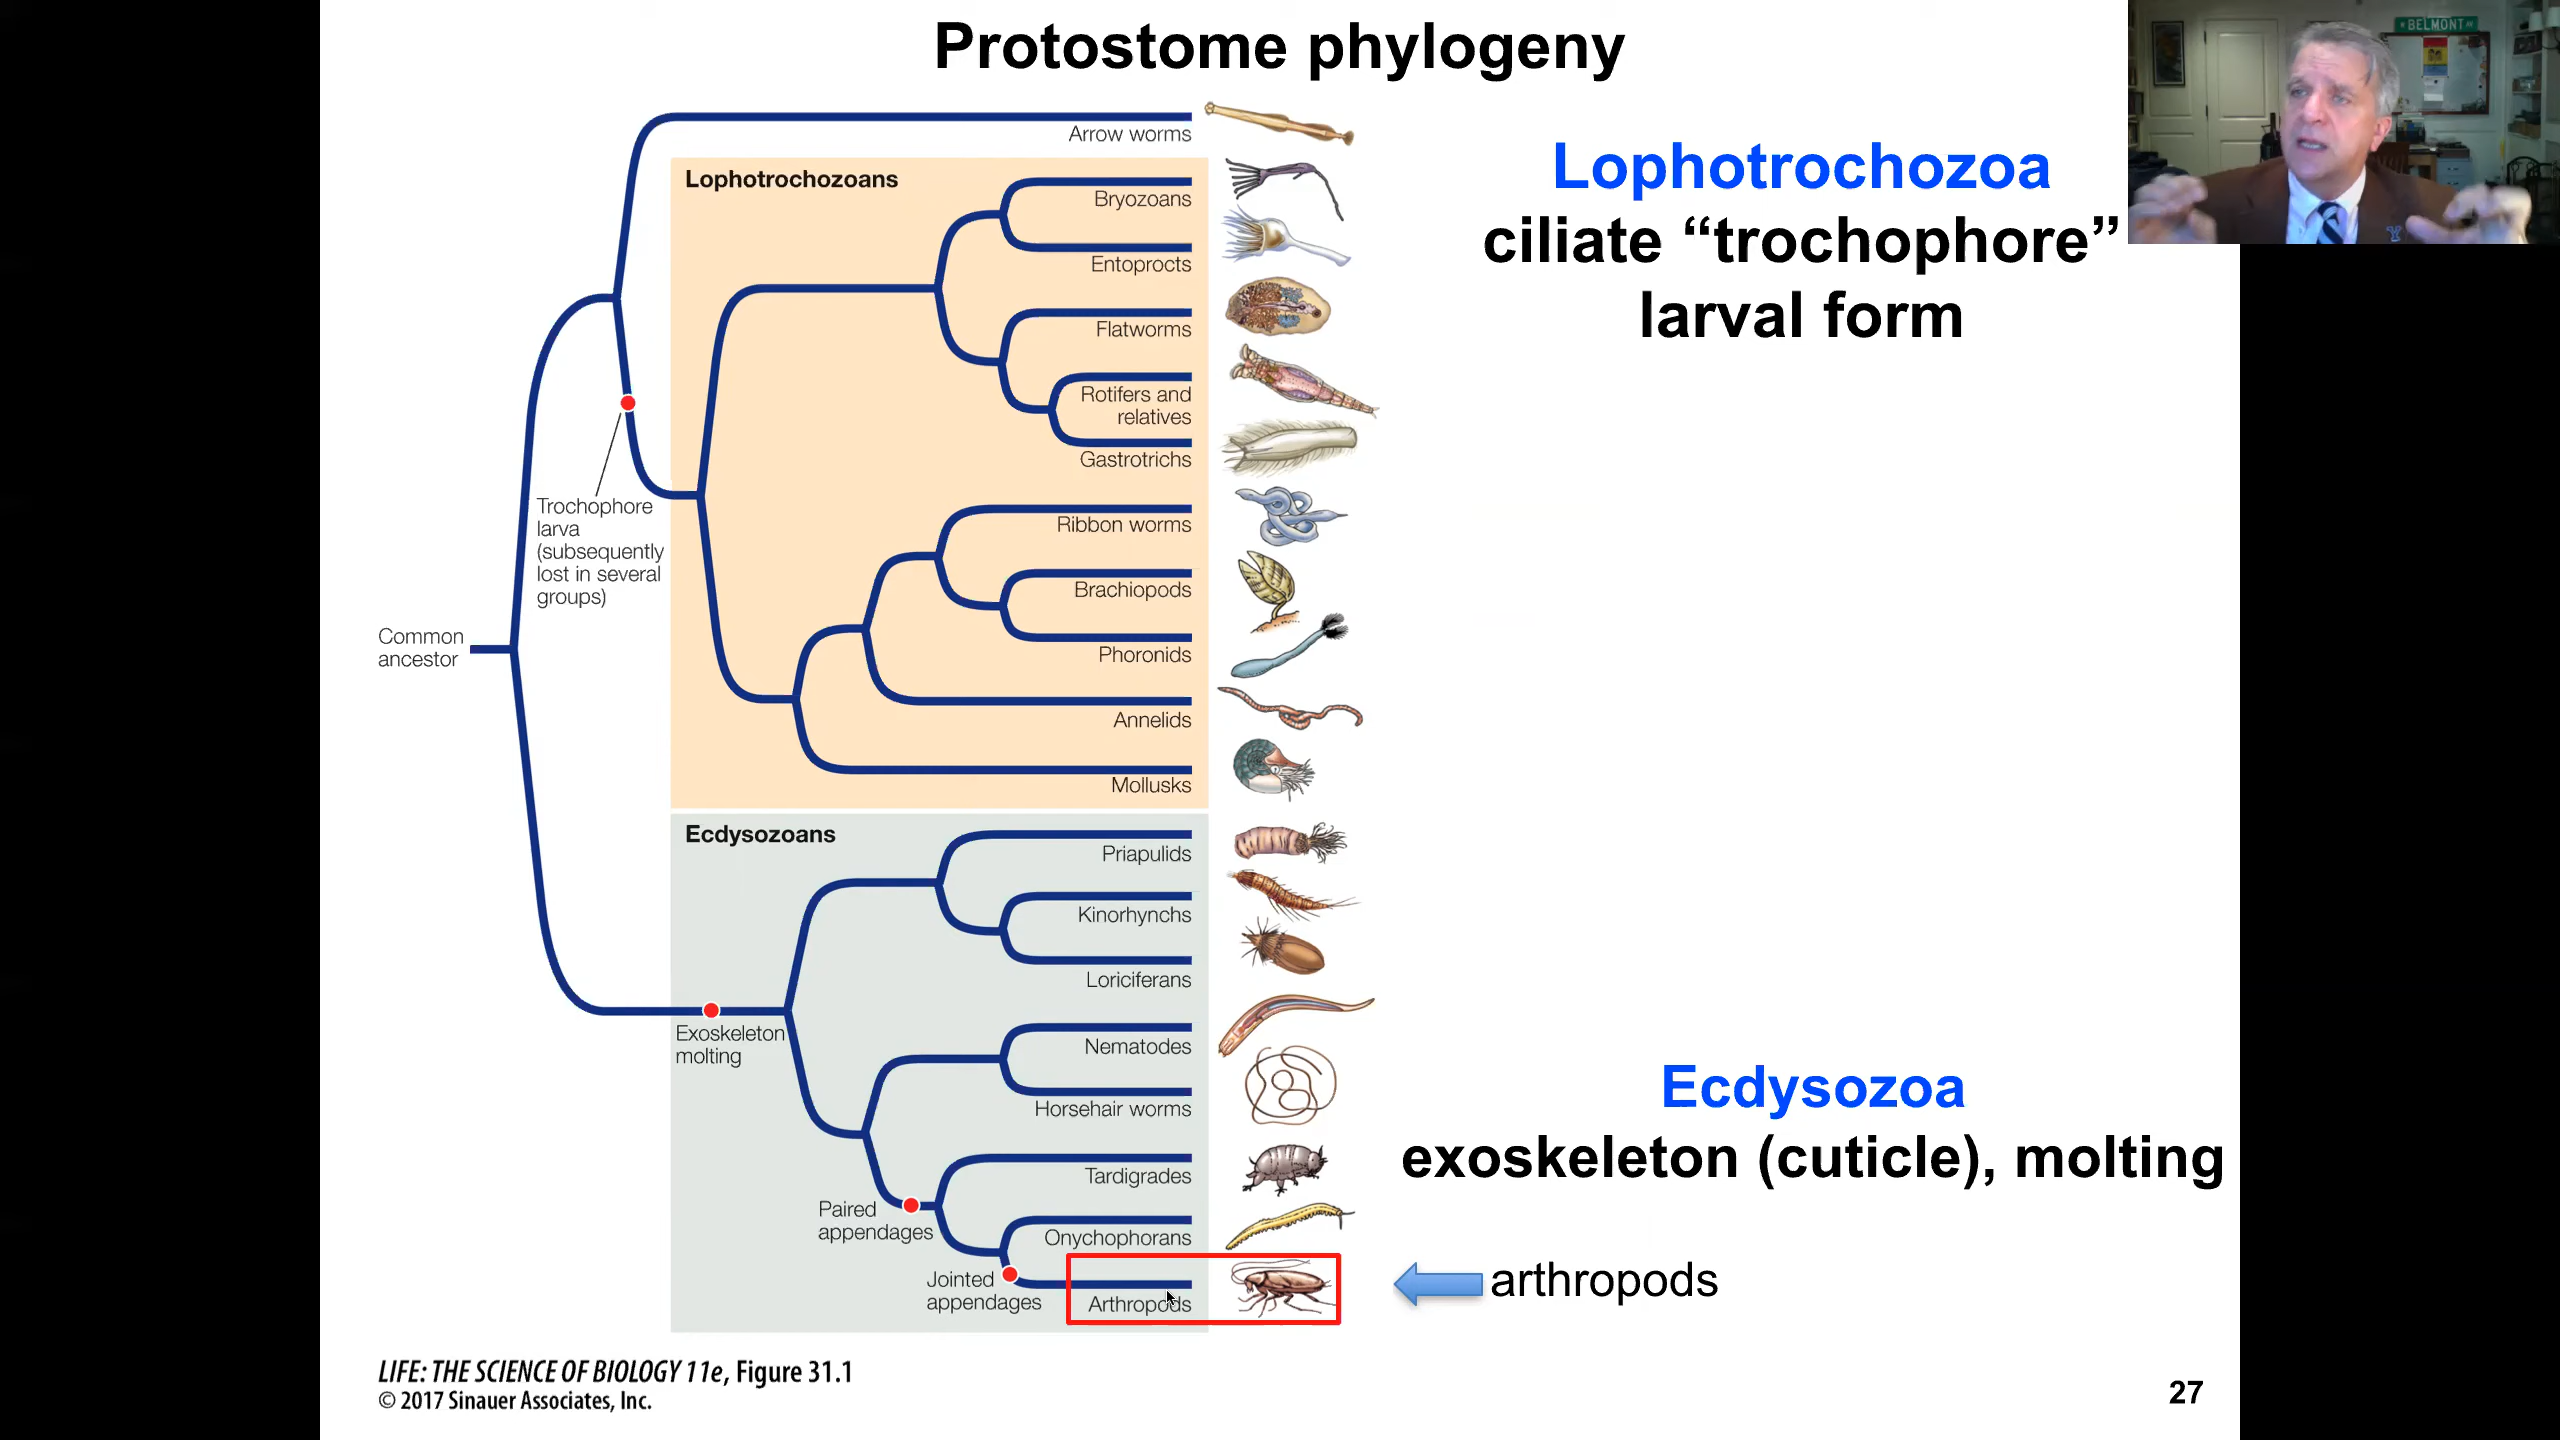 Protostome phylogeny
BELMONT AV
Arrow worms
Lophotrochozoans
Bryozoans
Entoprocts
Flatworms
Rotifers and
relatives
Gastrotrichs
Trochophore
larva
(subsequently
lost in several
groups)
Ribbon worms
Brachiopods
Phoronids
Annelids
Mollusks
Common
ancestor
Ecdysozoans
Priapulids
Kinorhynchs
Loriciferans
Exoskeleton
molting
Nematodes
Horsehair worms
Tardigrades
Paired
appendages
Onychophorans
Jointed
appendages
Arthropods
Lophotrochozoa
ciliate “trochophore”
larval form
Ecdysozoa
exoskeleton (cuticle), molting
arthropods
LIFE: THE SCIENCE OF BIOLOGY 11e, Figure 31.1
© 2017 Sinauer Associates, Inc.
27